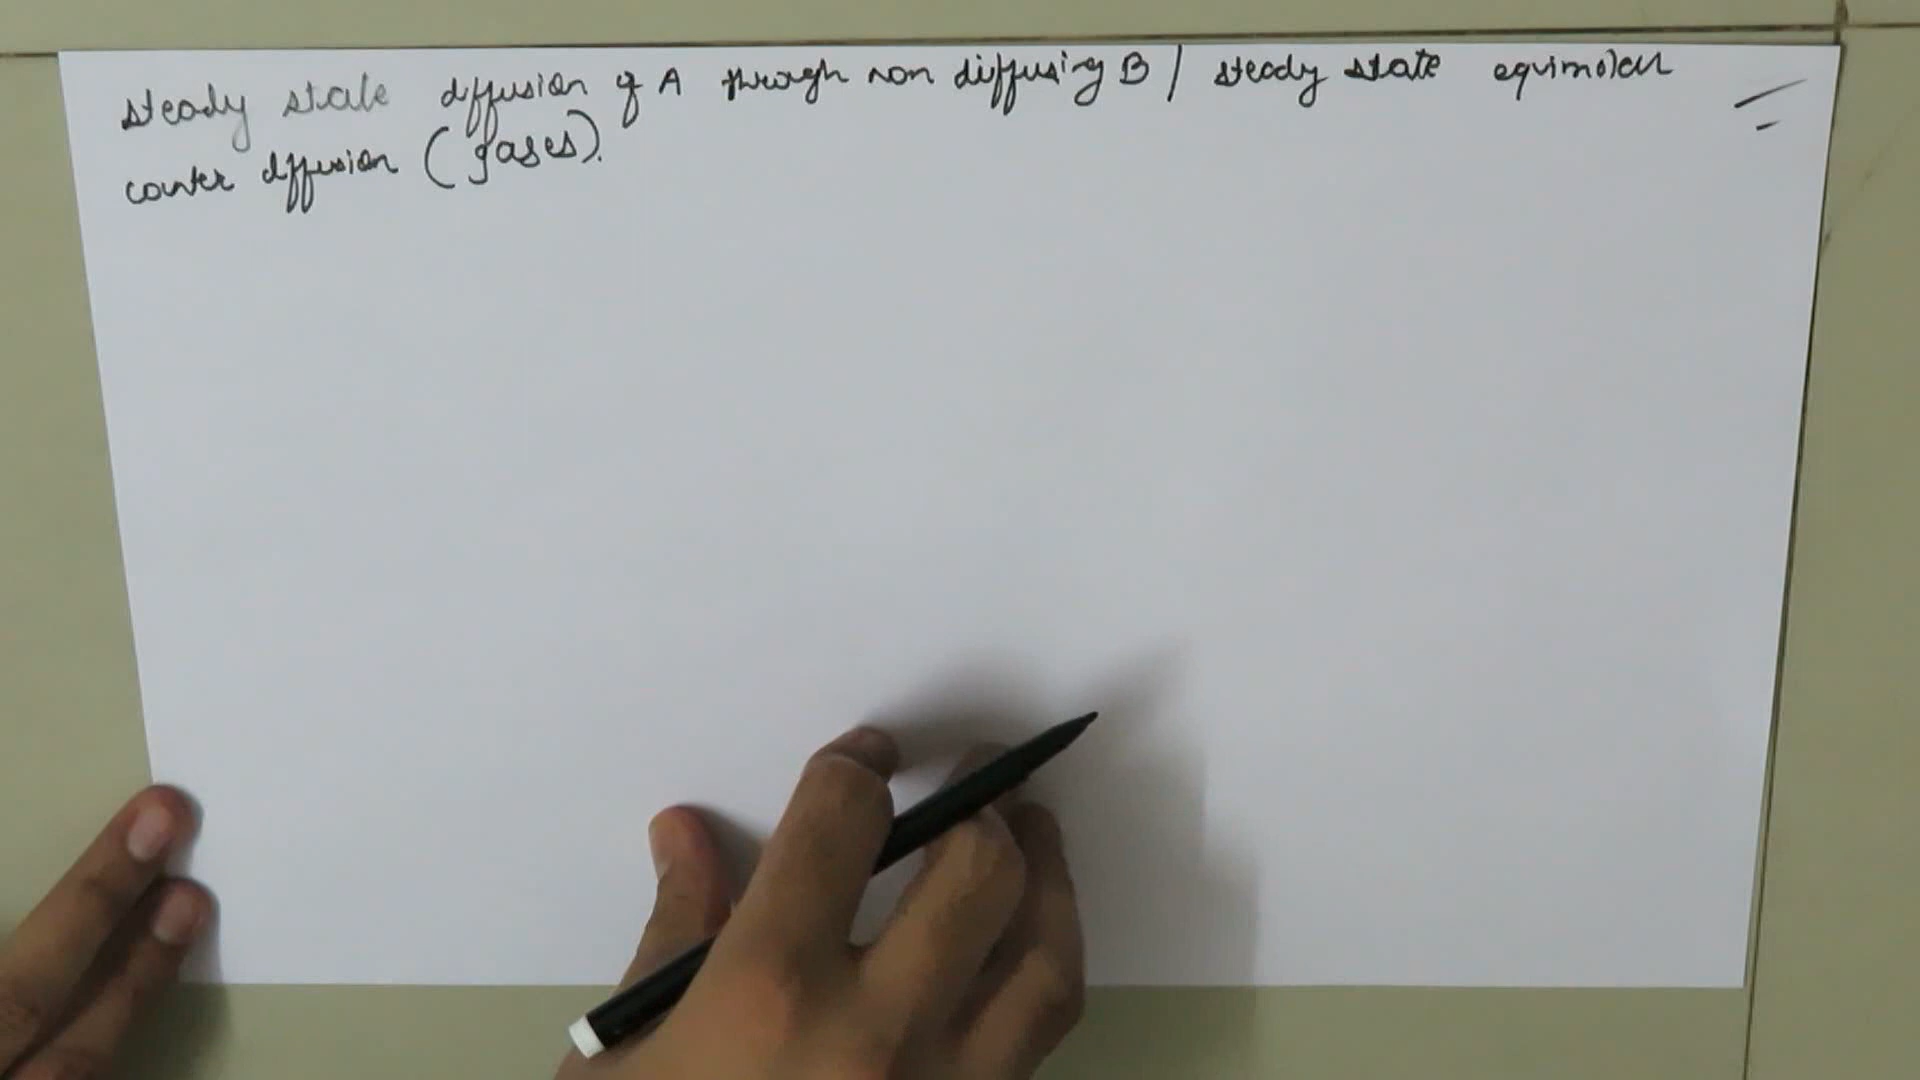 steady state diffusion of A through non diffusing B / steady state equimolar
counter diffusion (gases).